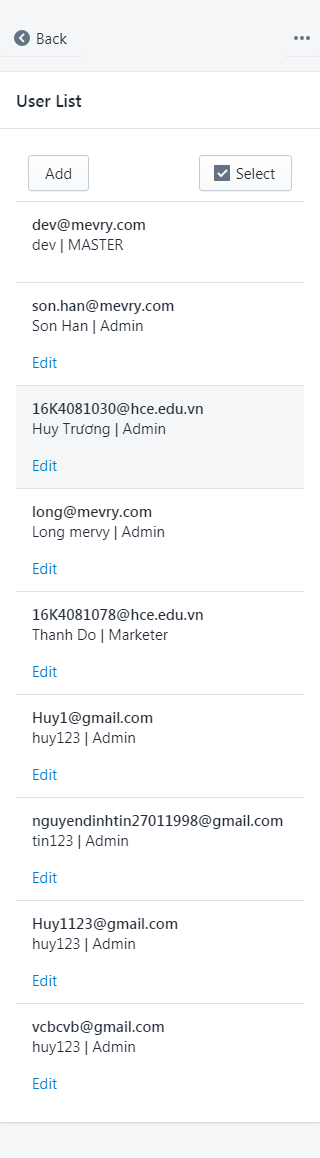 Back
User List
Add
Select
dev@mevry.com
dev | MASTER
son.han@mevry.com
Son Han | Admin
Edit
16K4081030@hce.edu.vn
Huy Trương | Admin
Edit
long@mevry.com
Long mervy | Admin
Edit
16K4081078@hce.edu.vn
Thanh Do | Marketer
Edit
Huy1@gmail.com
huy123 | Admin
Edit
nguyendinhtin27011998@gmail.com
tin123 | Admin
Edit
Huy1123@gmail.com
huy123 | Admin
Edit
vcbcvb@gmail.com
huy123 | Admin
Edit